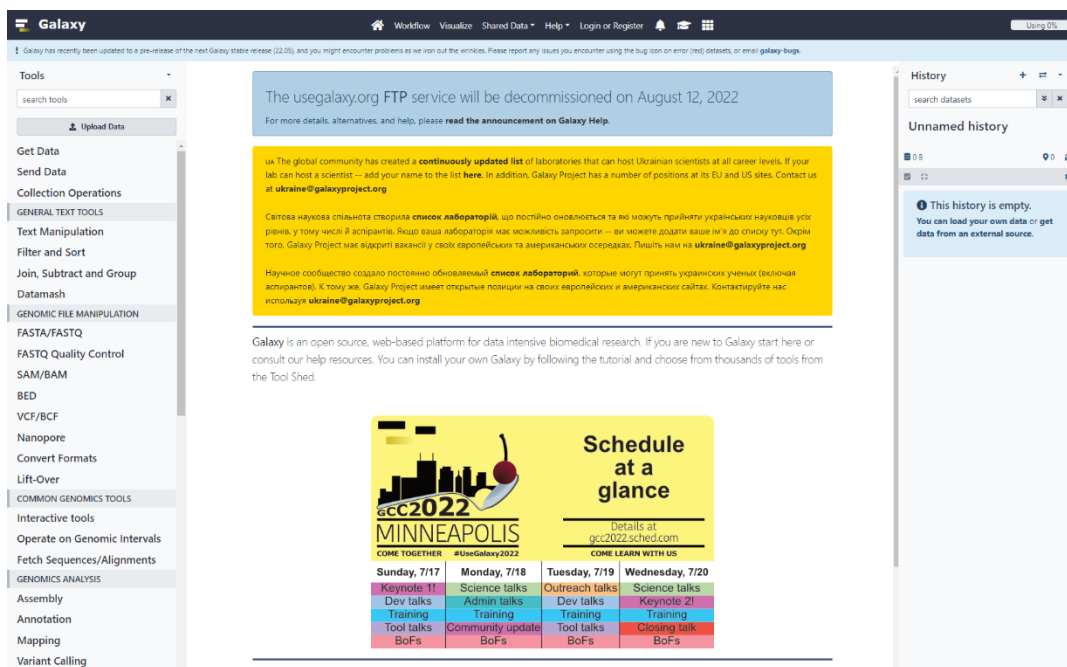 Galaxy
Workflow Visualize Shared Data Help Login or Register
Using 0%
! Galaxy has recently been updated to a pre-release of the next Galaxy stable release (22.05), and you might encounter problems as we iron out the wrinkles. Please report any issues you encounter using the bug icon on error (red) datasets, or email galaxy-bugs.
Tools
search tools
Upload Data
Get Data
Send Data
Collection Operations
GENERAL TEXT TOOLS
Text Manipulation
Filter and Sort
Join, Subtract and Group
Datamash
GENOMIC FILE MANIPULATION
FASTA/FASTQ
FASTQ Quality Control
SAM/BAM
BED
VCF/BCF
Nanopore
Convert Formats
Lift-Over
COMMON GENOMICS TOOLS
Interactive tools
Operate on Genomic Intervals
Fetch Sequences/Alignments
GENOMICS ANALYSIS
Assembly
Annotation
Mapping
Variant Calling
The usegalaxy.org FTP service will be decommissioned on August 12, 2022
For more details, alternatives, and help, please read the announcement on Galaxy Help.
UA The global community has created a continuously updated list of laboratories that can host Ukrainian scientists at all career levels. If your
lab can host a scientist -- add your name to the list here. In addition, Galaxy Project has a number of positions at its EU and US sites. Contact us
at ukraine@galaxyproject.org
Світова наукова спільнота створила список лабораторій, що постійно оновлюється та які можуть прийняти українських науковців усіх
рівнів, у тому числі й аспірантів. Якщо ваша лабораторія має можливість запросити -- ви можете додати ваше ім'я до списку тут. Окрім
того, Galaxy Project має відкриті вакансії у своїх європейських та американських осередках. Пишіть нам на ukraine@galaxyproject.org
Научное сообщество создало постоянно обновляемый список лабораторий, которые могут принять украинских ученых (включая
аспирантов). К тому же, Galaxy Project имеет открытые позиции на своих европейских и американских сайтах. Контактируйте нас
используя ukraine@galaxyproject.org
Galaxy is an open source, web-based platform for data intensive biomedical research. If you are new to Galaxy start here or
consult our help resources. You can install your own Galaxy by following the tutorial and choose from thousands of tools from
the Tool Shed.
GCC2022
MINNEAPOLIS
COME TOGETHER #UseGalaxy2022
Schedule
at a
glance
Details at
gcc2022.sched.com
COME LEARN WITH US
Sunday, 7/17 Monday, 7/18 Tuesday, 7/19 Wednesday, 7/20
Keynote 1! Science talks Outreach talks Science talks
Dev talks Admin talks Dev talks Keynote 2!
Training Training Training Training
Tool talks Community update Tool talks Closing talk
BoFs BoFs BoFs BoFs
History
search datasets
Unnamed history
0 B
0
This history is empty.
You can load your own data or get
data from an external source.